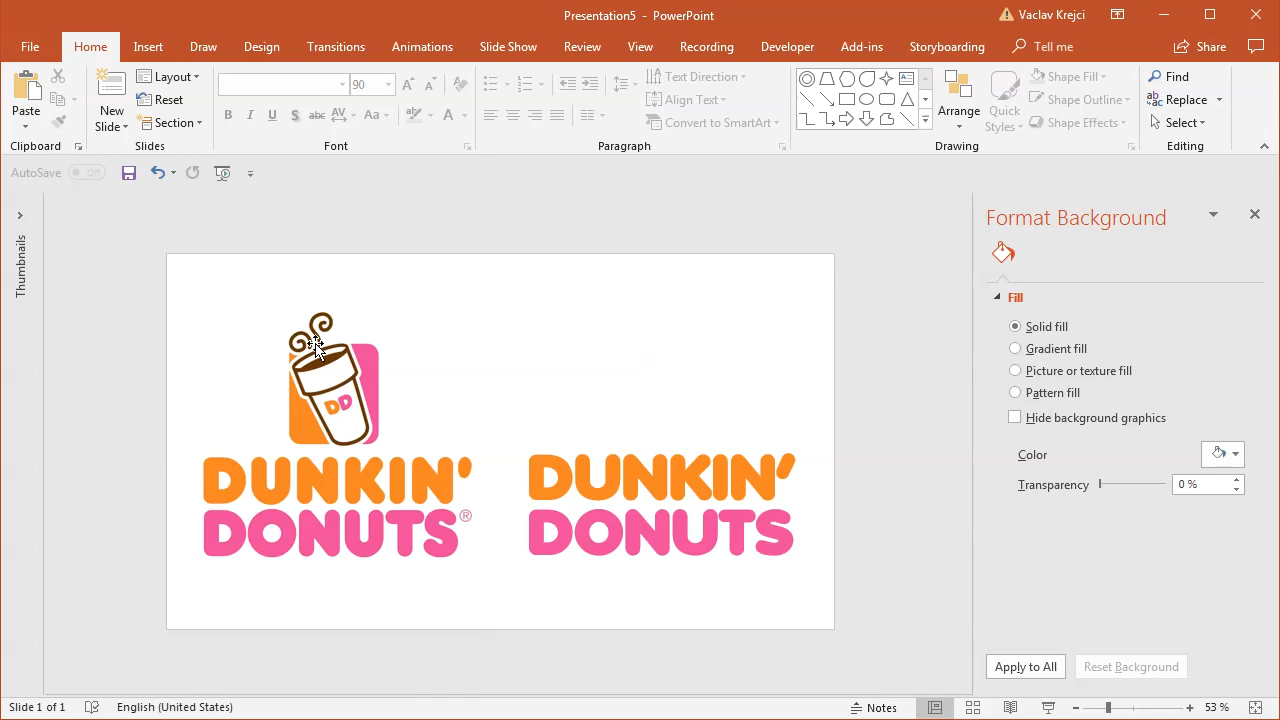 Presentation5 - PowerPoint
Vaclav Krejci
File
Home
Insert
Draw
Design
Transitions
Animations
Slide Show
Review
View
Recording
Developer
Add-ins
Storyboarding
Tell me
Share
Paste
Clipboard
New
Slide
Layout
Reset
Section
Slides
90
B I U S abc AV Aa A
Font
Text Direction
Align Text
Convert to SmartArt
Paragraph
Arrange
Quick
Styles
Shape Fill
Shape Outline
Shape Effects
Drawing
Find
Replace
Select
Editing
AutoSave Off
Thumbnails
DD
DUNKIN'
DONUTS®
DUNKIN'
DONUTS
Format Background
Fill
Solid fill
Gradient fill
Picture or texture fill
Pattern fill
Hide background graphics
Color
Transparency
0 %
Apply to All
Reset Background
Slide 1 of 1
English (United States)
Notes
53 %